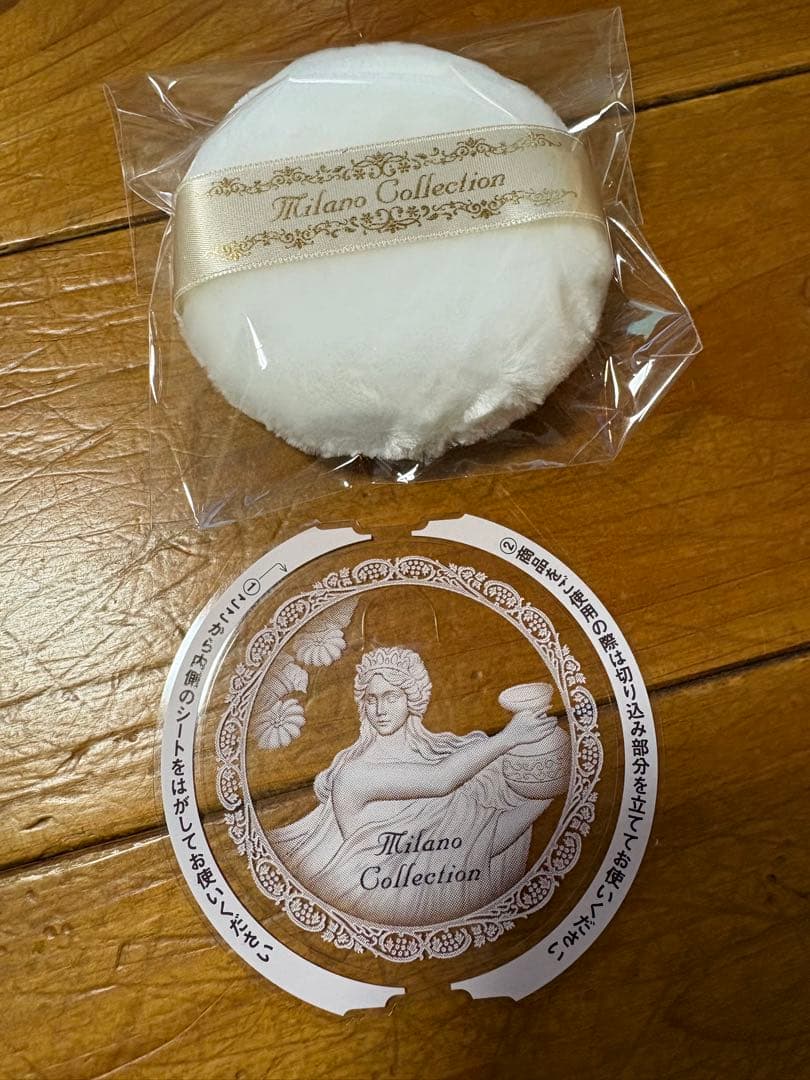 Milano Collection
①ここから内側のシートをはがしてお使いください
②商品をご使用の際は切り込み部分を立ててお使いください
Milano
Collection